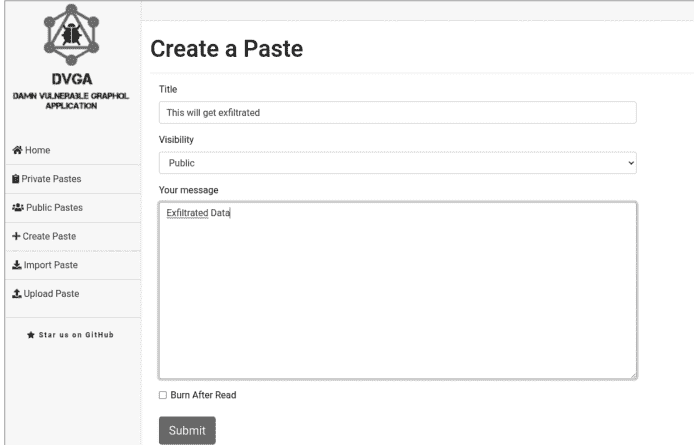 DVGA
DAMN VULNERABLE GRAPHQL
APPLICATION
Home
Private Pastes
Public Pastes
Create Paste
Import Paste
Upload Paste
Star us on GitHub
Create a Paste
Title
This will get exfiltrated
Visibility
Public
Your message
Exfiltrated Data
Burn After Read
Submit